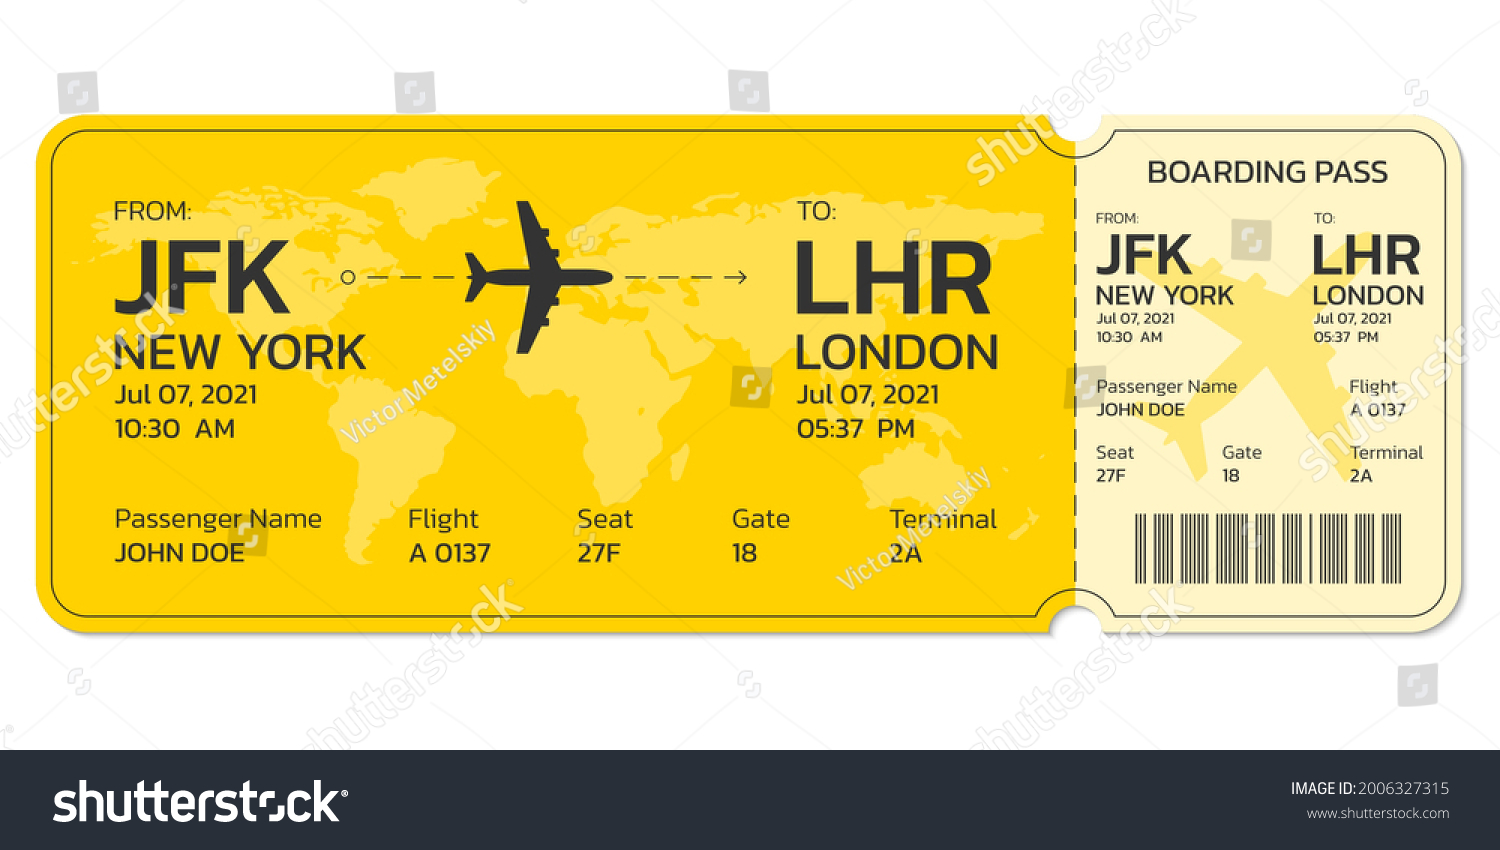 FROM:
JFK
NEW YORK
Jul 07, 2021
10:30 AM
TO:
LHR
LONDON
Jul 07, 2021
05:37 PM
Passenger Name
JOHN DOE
Flight
A 0137
Seat
27F
Gate
18
Terminal
2A
BOARDING PASS
FROM:
JFK
NEW YORK
Jul 07, 2021
10:30 AM
TO:
LHR
LONDON
Jul 07, 2021
05:37 PM
Passenger Name
JOHN DOE
Flight
A 0137
Seat
27F
Gate
18
Terminal
2A
shutterstock
shutterstock
shutterstock
shutterstock
shutterstock
Victor Metelskiy
Victor Metelskiy
shutterstock®
IMAGE ID: 2006327315
www.shutterstock.com